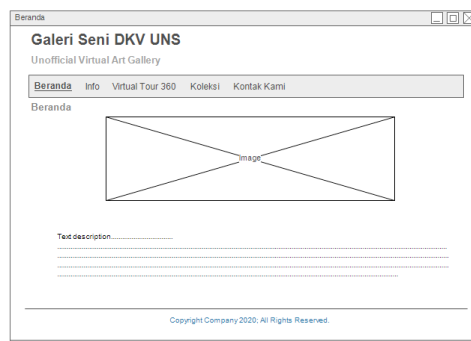 Beranda
Galeri Seni DKV UNS
Unofficial Virtual Art Gallery
Beranda Info Virtual Tour 360 Koleksi Kontak Kami
Beranda
Image
Text description..............................
Copyright Company 2020; All Rights Reserved.